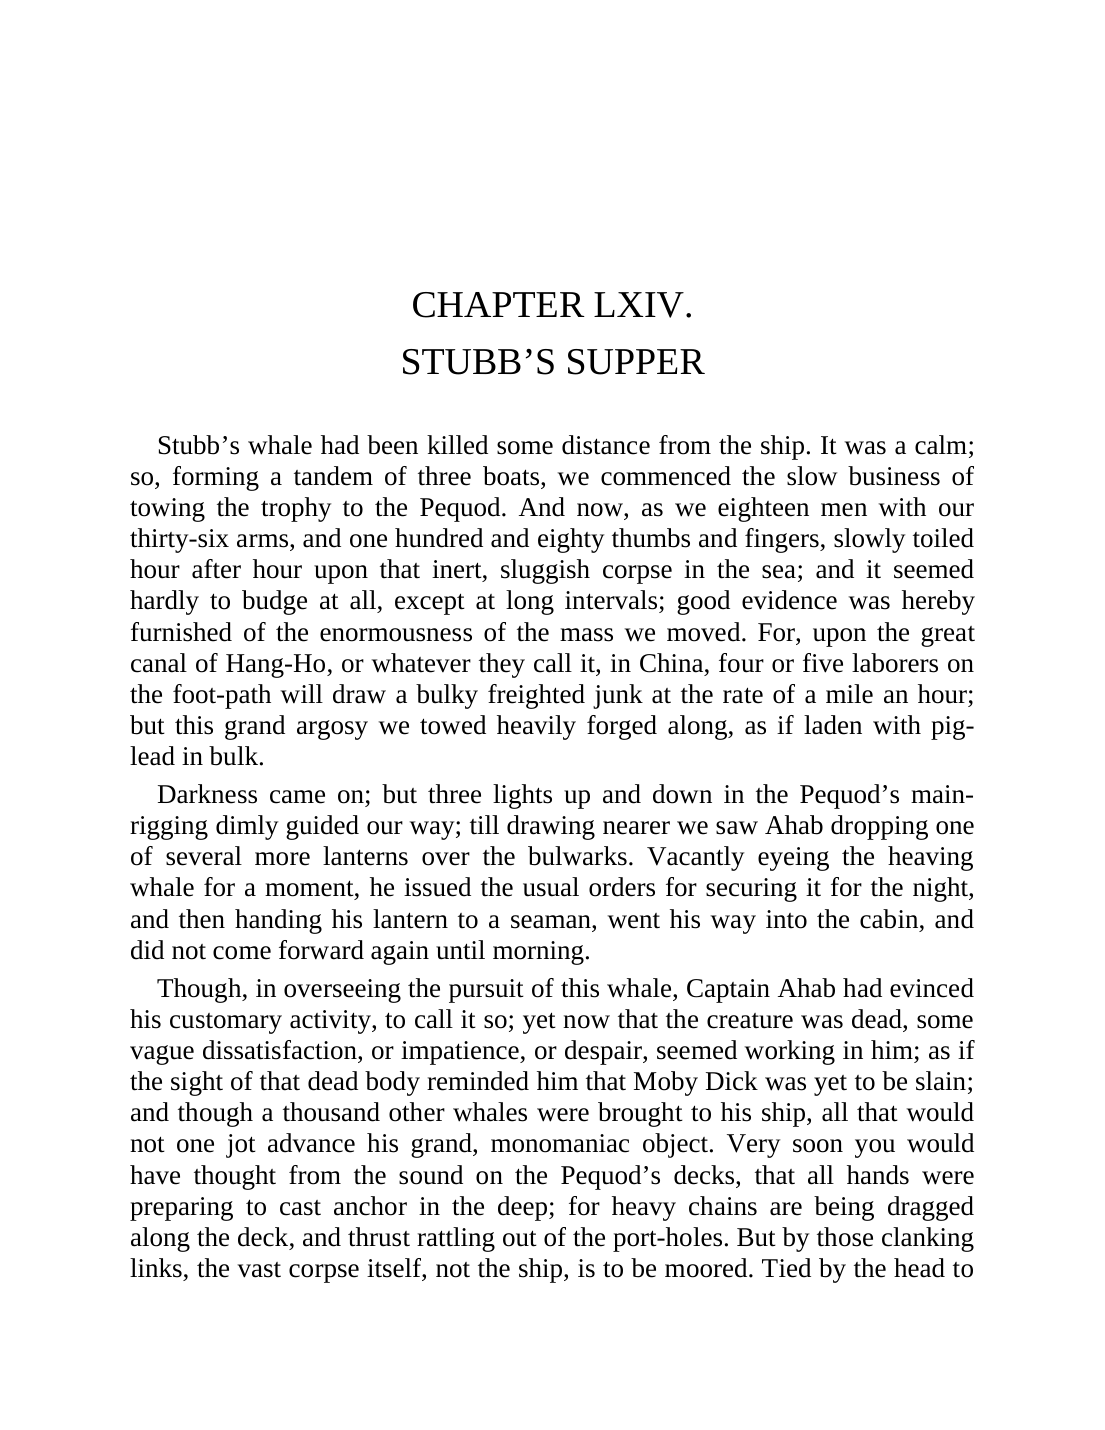 CHAPTER LXIV.
STUBB’S SUPPER
Stubb’s whale had been killed some distance from the ship. It was a calm;
so, forming a tandem of three boats, we commenced the slow business of
towing the trophy to the Pequod. And now, as we eighteen men with our
thirty-six arms, and one hundred and eighty thumbs and fingers, slowly toiled
hour after hour upon that inert, sluggish corpse in the sea; and it seemed
hardly to budge at all, except at long intervals; good evidence was hereby
furnished of the enormousness of the mass we moved. For, upon the great
canal of Hang-Ho, or whatever they call it, in China, four or five laborers on
the foot-path will draw a bulky freighted junk at the rate of a mile an hour;
but this grand argosy we towed heavily forged along, as if laden with pig-
lead in bulk.
Darkness came on; but three lights up and down in the Pequod’s main-
rigging dimly guided our way; till drawing nearer we saw Ahab dropping one
of several more lanterns over the bulwarks. Vacantly eyeing the heaving
whale for a moment, he issued the usual orders for securing it for the night,
and then handing his lantern to a seaman, went his way into the cabin, and
did not come forward again until morning.
Though, in overseeing the pursuit of this whale, Captain Ahab had evinced
his customary activity, to call it so; yet now that the creature was dead, some
vague dissatisfaction, or impatience, or despair, seemed working in him; as if
the sight of that dead body reminded him that Moby Dick was yet to be slain;
and though a thousand other whales were brought to his ship, all that would
not one jot advance his grand, monomaniac object. Very soon you would
have thought from the sound on the Pequod’s decks, that all hands were
preparing to cast anchor in the deep; for heavy chains are being dragged
along the deck, and thrust rattling out of the port-holes. But by those clanking
links, the vast corpse itself, not the ship, is to be moored. Tied by the head to